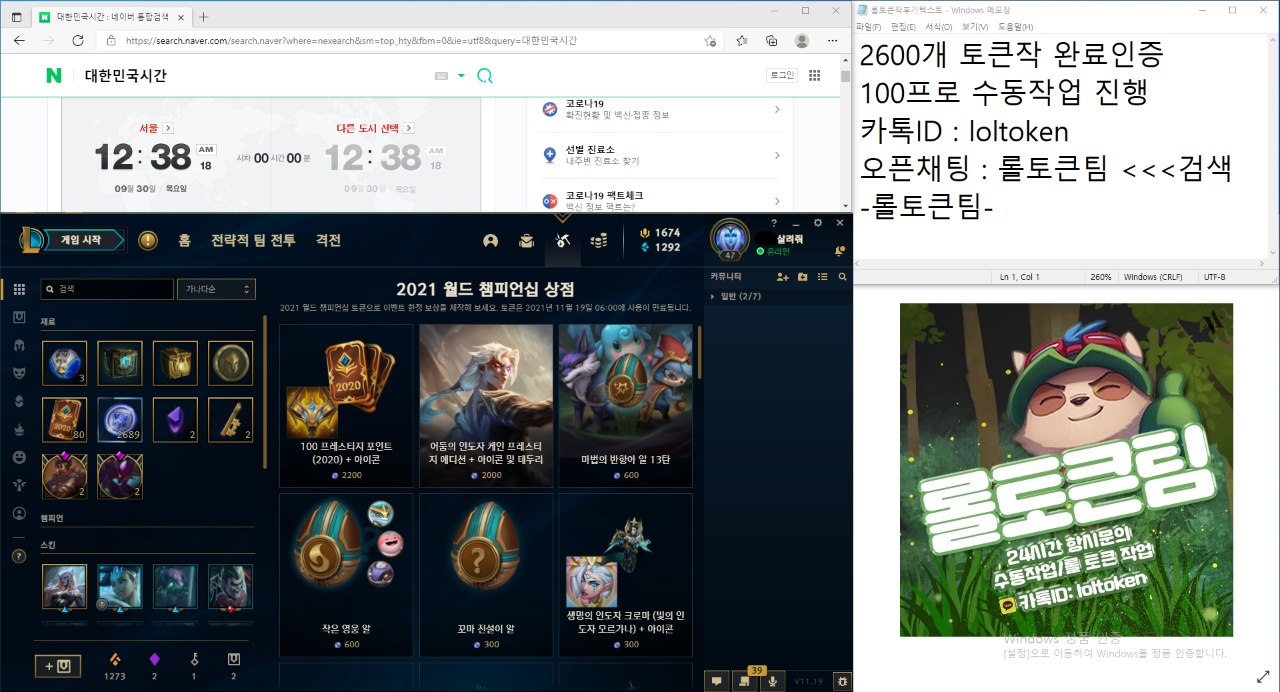 대한민국시간 : 네이버 통합검색
https://search.naver.com/search.naver?where=nexearch&sm=top_hty&fbm=0&ie=utf8&query=대한민국시간
N 대한민국시간
로그인
서울
다른 도시 선택
12:38 AM 18
시차 00 시간 00 분
12:38 AM 18
09월 30일 목요일
09월 30일 목요일
코로나19
확진현황 및 백신·접종 정보
선별 진료소
내주변 진료소 찾기
코로나19 팩트체크
백신 정보 팩트는?
롤토큰작후기텍스트 - Windows 메모장
파일(F) 편집(E) 서식(O) 보기(V) 도움말(H)
2600개 토큰작 완료인증
100프로 수동작업 진행
카톡ID : loltoken
오픈채팅 : 롤토큰팀 <<<검색
-롤토큰팀-
Ln 1, Col 1 260% Windows (CRLF) UTF-8
게임 시작
홈 전략적 팀 전투 격전
1674
1292
47
살려줘
온라인
커뮤니티
일반 (2/7)
검색
가나다순
재료
3
80
2689
2
2
2
2
챔피언
스킨
1273
2
1
2
2021 월드 챔피언십 상점
2021 월드 챔피언십 토큰으로 이벤트 한정 보상을 제작해 보세요. 토큰은 2021년 11월 19일 06:00에 사용이 만료됩니다.
2020
100 프레스티지 포인트 (2020) + 아이콘
2200
어둠의 인도자 케인 프레스티지 에디션 + 아이콘 및 테두리
2000
마법의 반항아 알 13탄
600
작은 영웅 알
600
꼬마 전설이 알
300
생명의 인도자 크로마 (빛의 인도자 모르가나) + 아이콘
300
39
V11.19
롤토큰팀
24시간 항시문의
수동작업/롤 토큰 작업
카톡ID: loltoken
Windows 정품 인증
[설정]으로 이동하여 Windows를 정품 인증합니다.